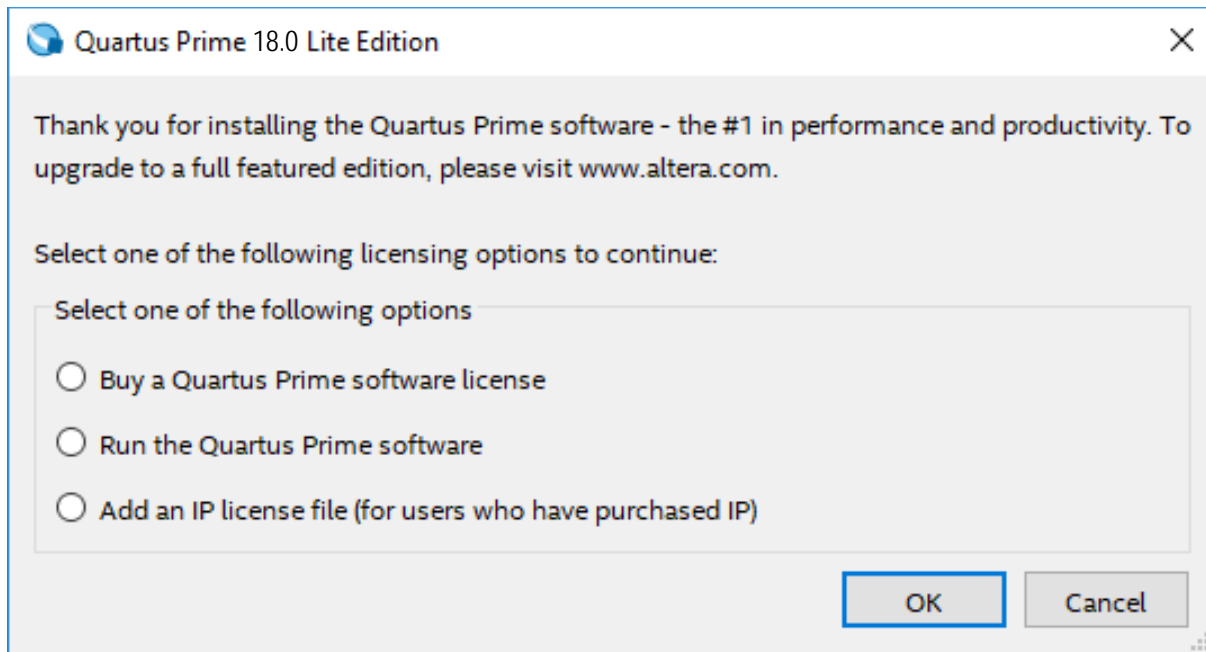 Quartus Prime 18.0 Lite Edition
Thank you for installing the Quartus Prime software - the #1 in performance and productivity. To
upgrade to a full featured edition, please visit www.altera.com.
Select one of the following licensing options to continue:
Select one of the following options
Buy a Quartus Prime software license
Run the Quartus Prime software
Add an IP license file (for users who have purchased IP)
OK Cancel